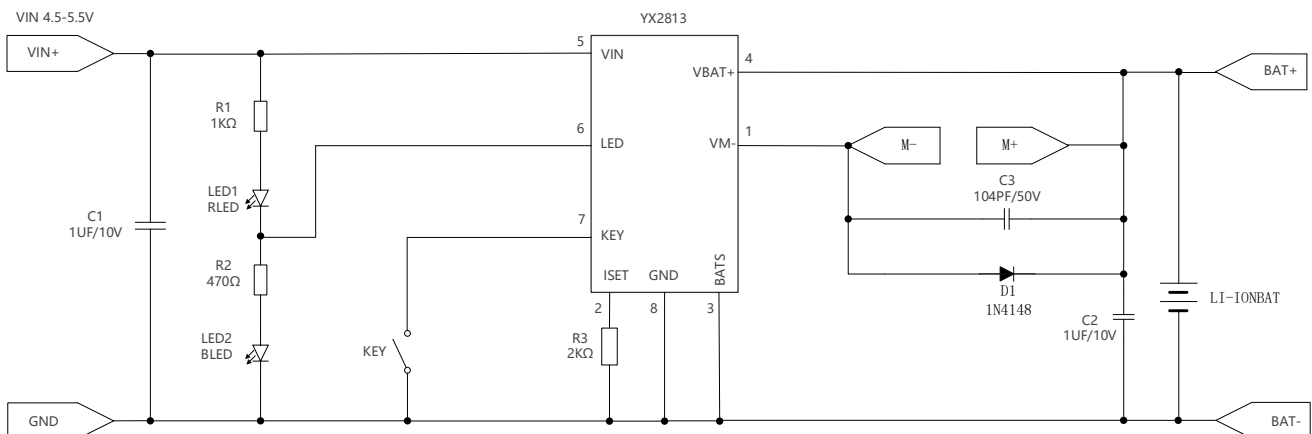 VIN 4.5-5.5V
YX2813
VIN+
5
VIN
4
VBAT+
BAT+
R1
1KΩ
6
LED
1
VM-
M-
M+
C3
104PF/50V
LED1
RLED
C1
1UF/10V
7
KEY
R2
470Ω
ISET
GND
BATS
D1
1N4148
LI-IONBAT
2
8
3
C2
1UF/10V
R3
2KΩ
LED2
BLED
KEY
GND
BAT-